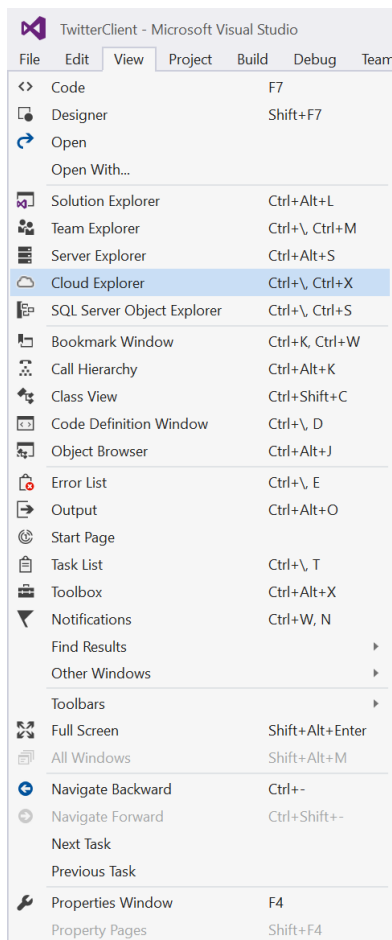 TwitterClient - Microsoft Visual Studio
File Edit View Project Build Debug Team
Code F7
Designer Shift+F7
Open
Open With...
Solution Explorer Ctrl+Alt+L
Team Explorer Ctrl+\, Ctrl+M
Server Explorer Ctrl+Alt+S
Cloud Explorer Ctrl+\, Ctrl+X
SQL Server Object Explorer Ctrl+\, Ctrl+S
Bookmark Window Ctrl+K, Ctrl+W
Call Hierarchy Ctrl+Alt+K
Class View Ctrl+Shift+C
Code Definition Window Ctrl+\, D
Object Browser Ctrl+Alt+J
Error List Ctrl+\, E
Output Ctrl+Alt+O
Start Page
Task List Ctrl+\, T
Toolbox Ctrl+Alt+X
Notifications Ctrl+W, N
Find Results
Other Windows
Toolbars
Full Screen Shift+Alt+Enter
All Windows Shift+Alt+M
Navigate Backward Ctrl+-
Navigate Forward Ctrl+Shift+-
Next Task
Previous Task
Properties Window F4
Property Pages Shift+F4